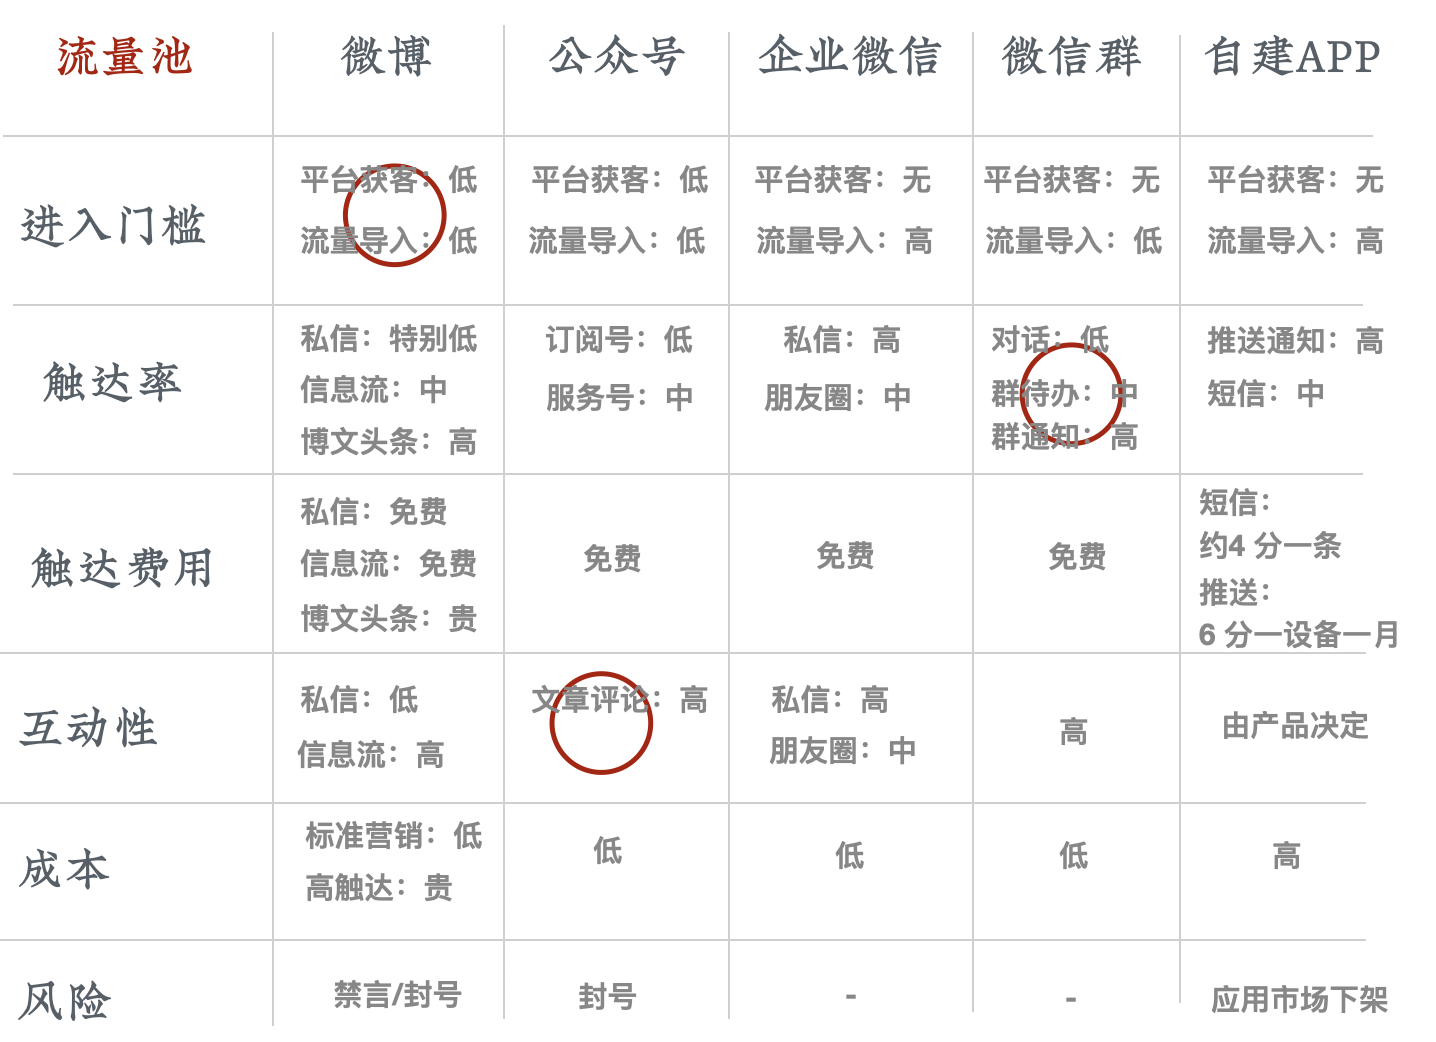 流量池
微博
公众号
企业微信
微信群
自建APP
进入门槛
平台获客：低
流量导入：低
平台获客：低
流量导入：低
平台获客：无
流量导入：高
平台获客：无
流量导入：低
平台获客：无
流量导入：高
触达率
私信：特别低
信息流：中
博文头条：高
订阅号：低
服务号：中
私信：高
朋友圈：中
对话：低
群待办：中
群通知：高
推送通知：高
短信：中
触达费用
私信：免费
信息流：免费
博文头条：贵
免费
免费
免费
短信：
约4 分一条
推送：
6 分一设备一月
互动性
私信：低
信息流：高
文章评论：高
私信：高
朋友圈：中
高
由产品决定
成本
标准营销：低
高触达：贵
低
低
低
高
风险
禁言/封号
封号
-
-
应用市场下架